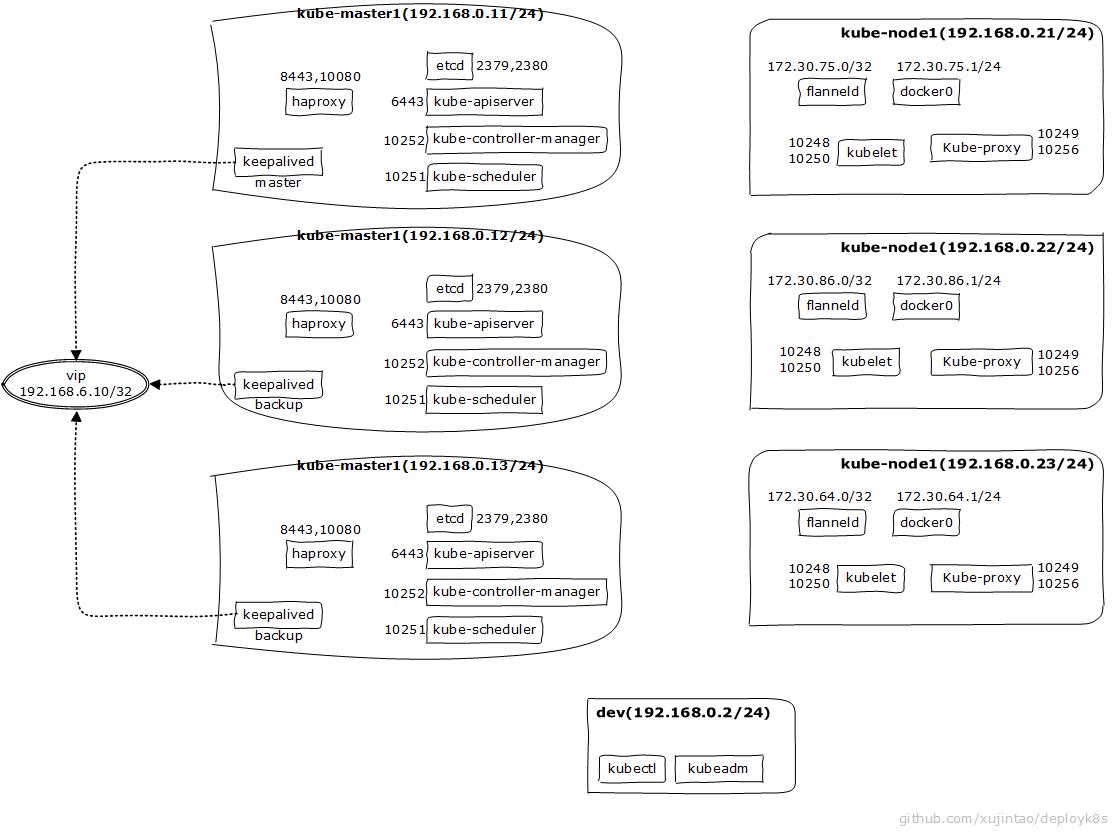 kube-master1(192.168.0.11/24)
etcd 2379,2380
8443,10080
haproxy
6443 kube-apiserver
10252 kube-controller-manager
keepalived
master
10251 kube-scheduler
kube-master1(192.168.0.12/24)
etcd 2379,2380
8443,10080
haproxy
6443 kube-apiserver
10252 kube-controller-manager
keepalived
backup
10251 kube-scheduler
kube-master1(192.168.0.13/24)
etcd 2379,2380
8443,10080
haproxy
6443 kube-apiserver
10252 kube-controller-manager
keepalived
backup
10251 kube-scheduler
vip
192.168.6.10/32
kube-node1(192.168.0.21/24)
172.30.75.0/32 172.30.75.1/24
flanneld docker0
10248
10250
kubelet
Kube-proxy
10249
10256
kube-node1(192.168.0.22/24)
172.30.86.0/32 172.30.86.1/24
flanneld docker0
10248
10250
kubelet
Kube-proxy
10249
10256
kube-node1(192.168.0.23/24)
172.30.64.0/32 172.30.64.1/24
flanneld docker0
10248
10250
kubelet
Kube-proxy
10249
10256
dev(192.168.0.2/24)
kubectl kubeadm
github.com/xujintao/deployk8s